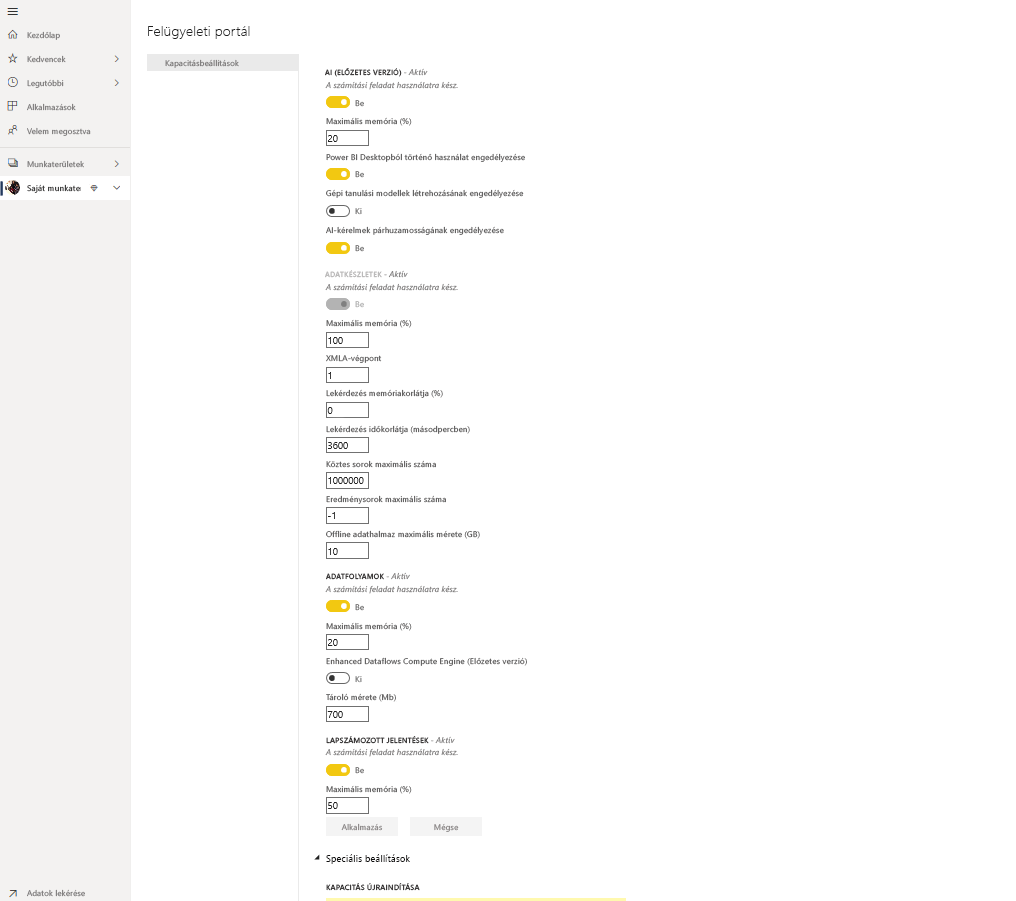 Kezdőlap
Kedvencek
Legutóbbi
Alkalmazások
Velem megosztva
Munkaterületek
Saját munkate
Adatok lekérése
Felügyeleti portál
Kapacitásbeállítások
AI (ELŐZETES VERZIÓ) - Aktív
A számítási feladat használatra kész.
Be
Maximális memória (%)
20
Power BI Desktopból történő használat engedélyezése
Be
Gépi tanulási modellek létrehozásának engedélyezése
Ki
AI-kérelmek párhuzamosságának engedélyezése
Be
ADATKÉSZLETEK - Aktív
A számítási feladat használatra kész.
Be
Maximális memória (%)
100
XMLA-végpont
1
Lekérdezés memóriakorlátja (%)
0
Lekérdezés időkorlátja (másodpercben)
3600
Köztes sorok maximális száma
1000000
Eredménysorok maximális száma
-1
Offline adathalmaz maximális mérete (GB)
10
ADATFOLYAMOK - Aktív
A számítási feladat használatra kész.
Be
Maximális memória (%)
20
Enhanced Dataflows Compute Engine (Előzetes verzió)
Ki
Tároló mérete (Mb)
700
LAPSZÁMOZOTT JELENTÉSEK - Aktív
A számítási feladat használatra kész.
Be
Maximális memória (%)
50
Alkalmazás Mégse
Speciális beállítások
KAPACITÁS ÚJRAINDÍTÁSA